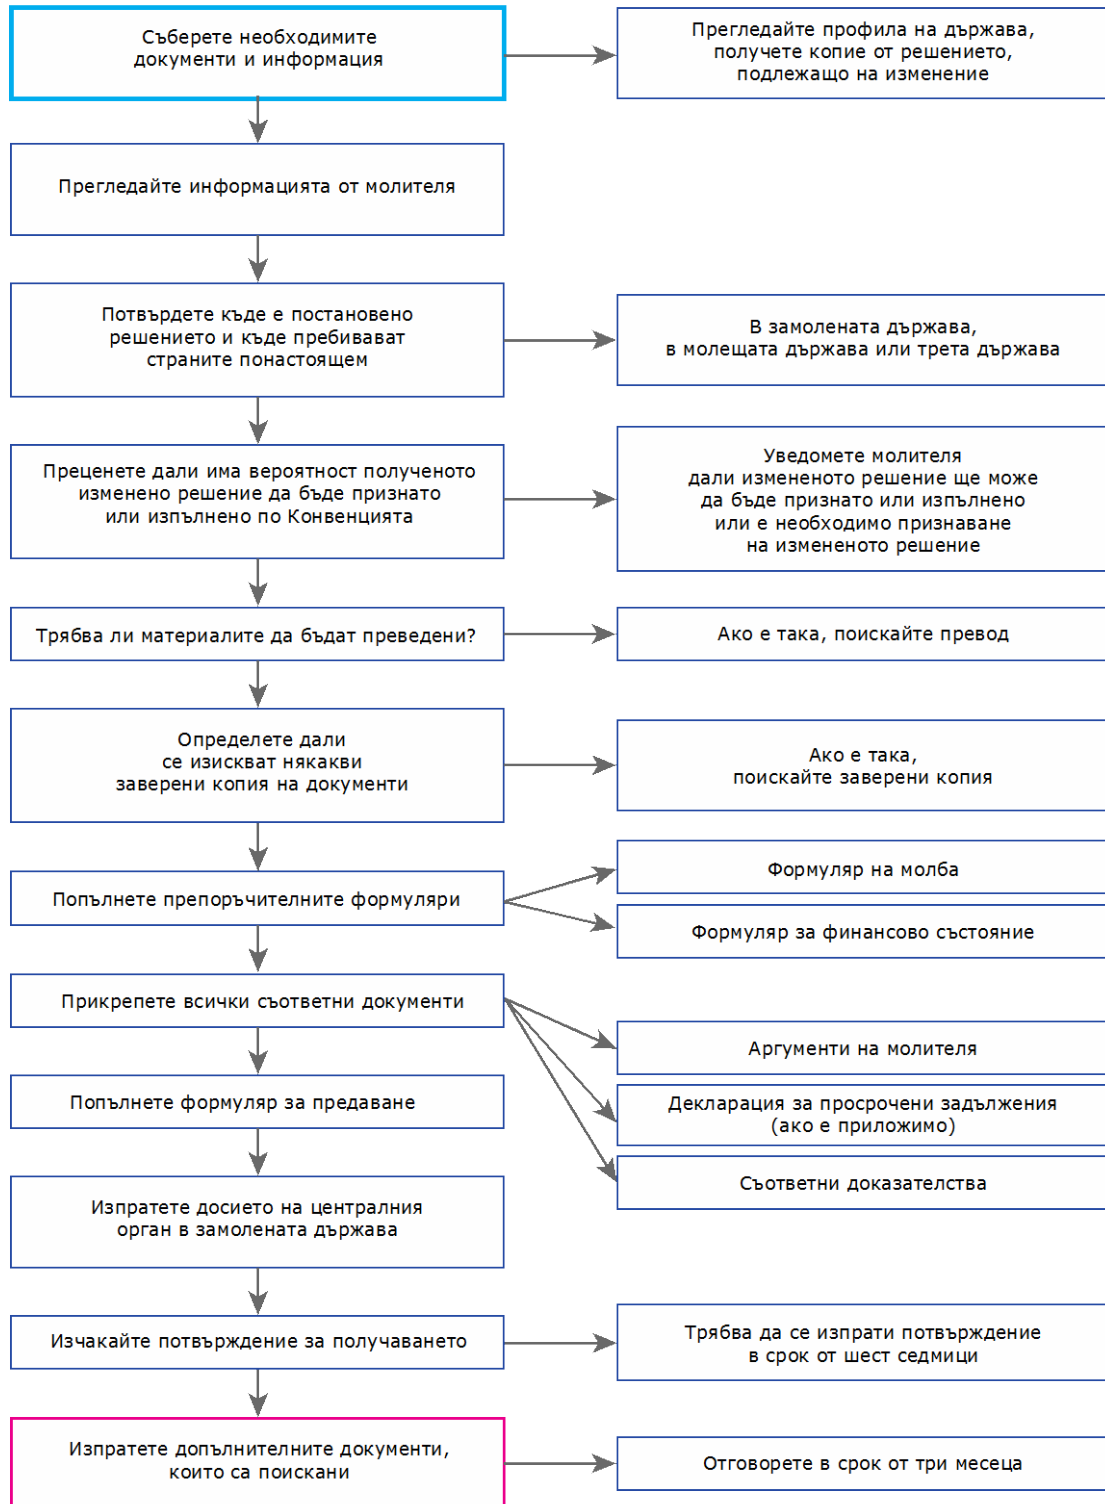 Съберете необходимите
документи и информация
Прегледайте профила на държава,
получете копие от решението,
подлежащо на изменение
Прегледайте информацията от молителя
Потвърдете къде е постановено
решението и къде пребивават
страните понастоящем
В замолената държава,
в молещата държава или трета държава
Преценете дали има вероятност полученото
изменено решение да бъде признато
или изпълнено по Конвенцията
Уведомете молителя
дали измененото решение ще може
да бъде признато или изпълнено
или е необходимо признаване
на измененото решение
Трябва ли материалите да бъдат преведени?
Ако е така, поискайте превод
Определете дали
се изискват някакви
заверени копия на документи
Ако е така,
поискайте заверени копия
Попълнете препоръчителните формуляри
Формуляр на молба
Формуляр за финансово състояние
Прикрепете всички съответни документи
Аргументи на молителя
Декларация за просрочени задължения
(ако е приложимо)
Съответни доказателства
Попълнете формуляр за предаване
Изпратете досието на централния
орган в замолената държава
Изчакайте потвърждение за получаването
Трябва да се изпрати потвърждение
в срок от шест седмици
Изпратете допълнителните документи,
които са поискани
Отговорете в срок от три месеца